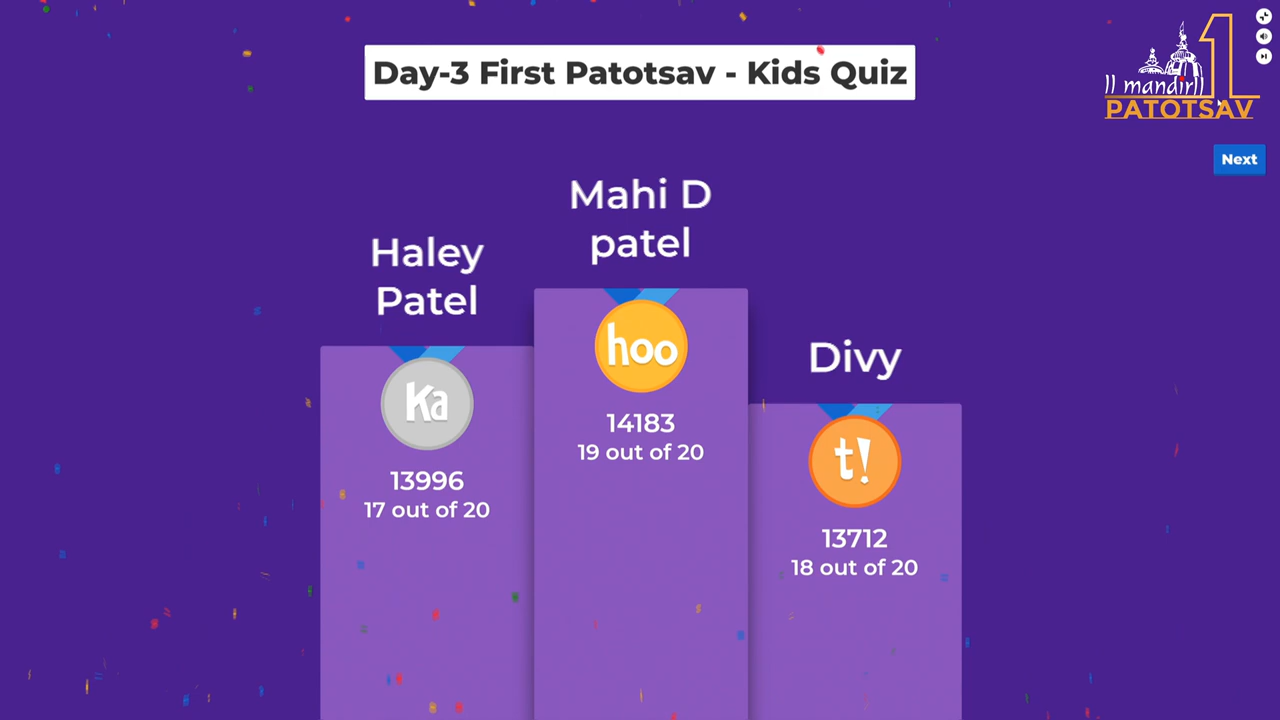 Day-3 First Patotsav - Kids Quiz
|| mandir ||
1
PATOTSAV
Next
Mahi D
patel
Haley
Patel
Divy
hoo
14183
19 out of 20
Ka
13996
17 out of 20
t!
13712
18 out of 20